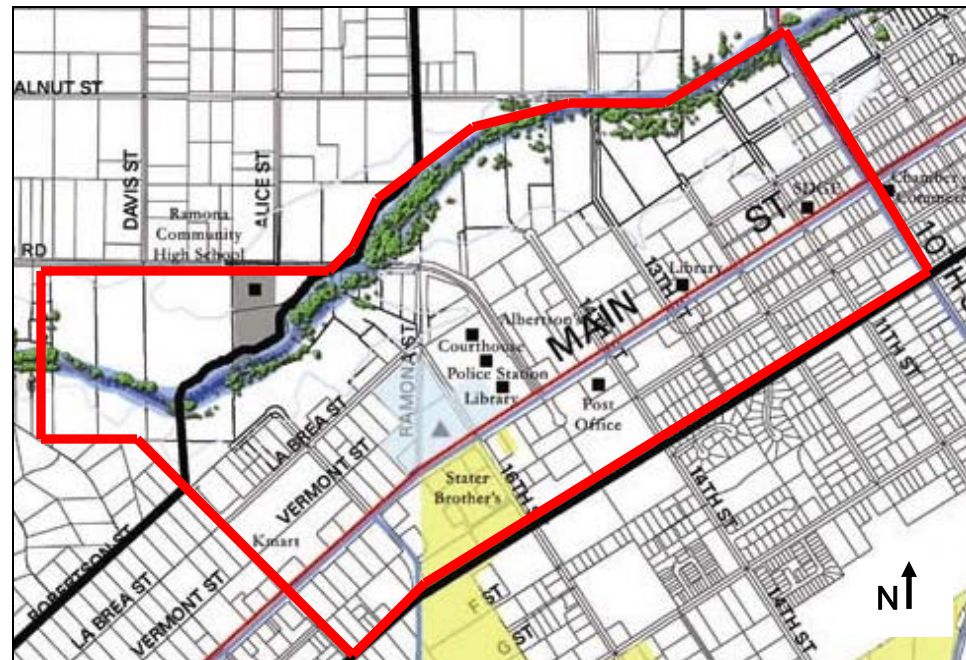 ALNUT ST
DAVIS ST
ALICE ST
Ramona
Community
High School
RD
SDGE
Chamber
Commerc
10TH S
ST
MAIN
13TH
Library
Albertson's
Courthouse
Police Station
Library
Post
Office
11TH ST
RAMONA ST
LA BREA ST
VERMONT ST
Stater
Brother's
16TH S
14TH ST
Kmart
ROBERTSON ST
LA BREA ST
VERMONT ST
F ST
G ST
14TH ST
N